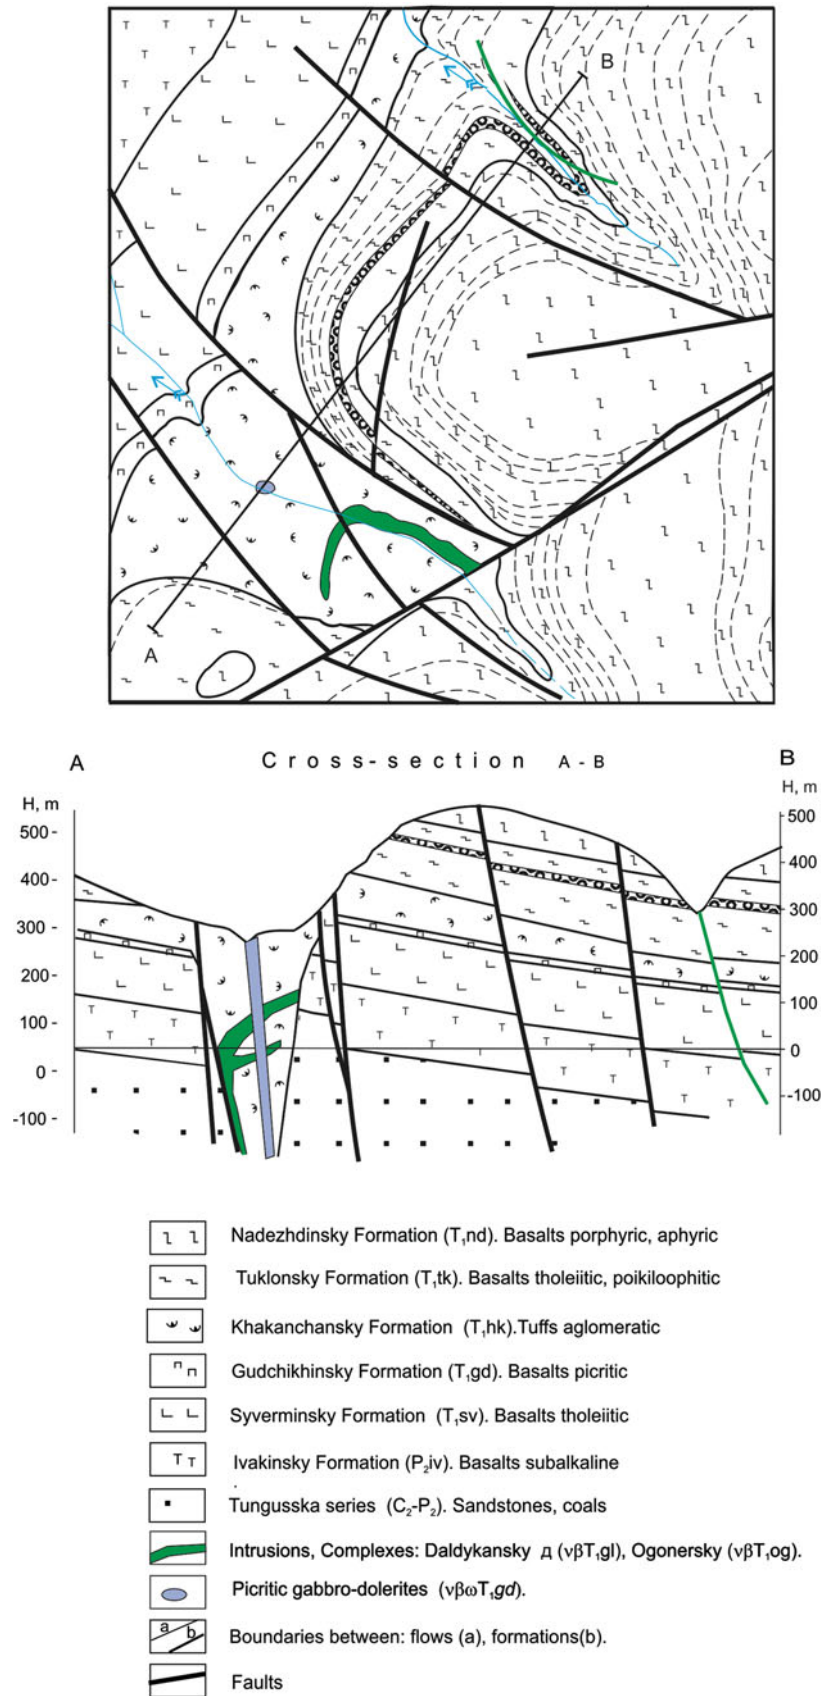 B
A
A
Cross-section A-B
B
H, m
H, m
500 -
400 -
300 -
200 -
100 -
0 -
-100 -
500
400
300
200
100
0
-100
Nadezhdinsky Formation (T₁nd). Basalts porphyric, aphyric
Tuklonsky Formation (T₁tk). Basalts tholeiitic, poikiloophitic
Khakanchansky Formation (T₁hk).Tuffs aglomeratic
Gudchikhinsky Formation (T₁gd). Basalts picritic
Syverminsky Formation (T₁sv). Basalts tholeiitic
Ivakinsky Formation (P₂iv). Basalts subalkaline
Tungusska series (C₂-P₂). Sandstones, coals
Intrusions, Complexes: Daldykansky д (νβT₁gl), Ogonersky (νβT₁og).
Picritic gabbro-dolerites (νβωT₁gd).
a b
Boundaries between: flows (a), formations(b).
Faults